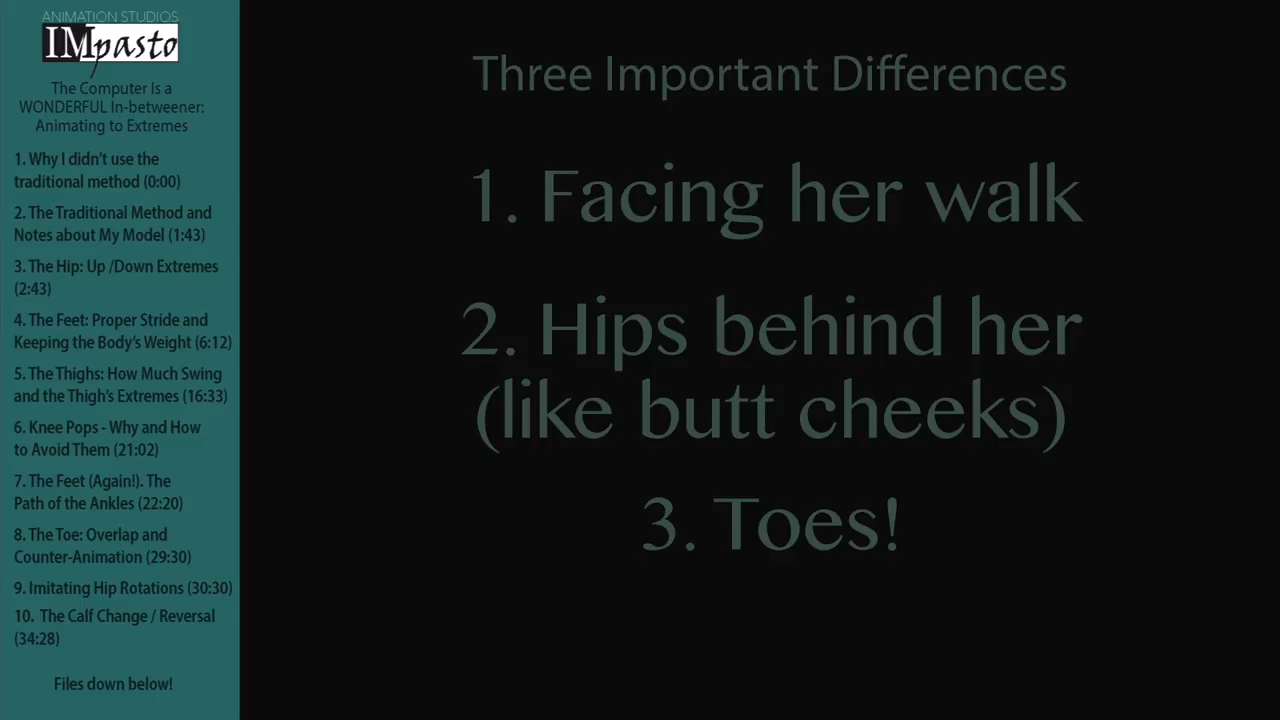 ANIMATION STUDIOS
IMpasto
The Computer Is a
WONDERFUL In-betweener:
Animating to Extremes
1. Why I didn't use the
traditional method (0:00)
2. The Traditional Method and
Notes about My Model (1:43)
3. The Hip: Up /Down Extremes
(2:43)
4. The Feet: Proper Stride and
Keeping the Body's Weight (6:12)
5. The Thighs: How Much Swing
and the Thigh's Extremes (16:33)
6. Knee Pops - Why and How
to Avoid Them (21:02)
7. The Feet (Again!). The
Path of the Ankles (22:20)
8. The Toe: Overlap and
Counter-Animation (29:30)
9. Imitating Hip Rotations (30:30)
10. The Calf Change / Reversal
(34:28)
Files down below!
Three Important Differences
1. Facing her walk
2. Hips behind her
(like butt cheeks)
3. Toes!